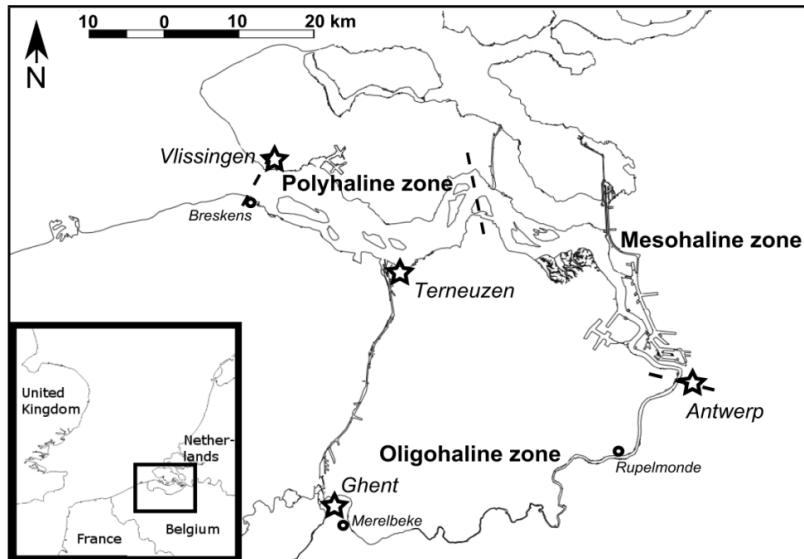 10 0 10 20 km
N
Vlissingen
Polyhaline zone
Breskens
Mesohaline zone
Terneuzen
Antwerp
Oligohaline zone
Rupelmonde
Ghent
Merelbeke
United
Kingdom
Nether-
lands
Belgium
France